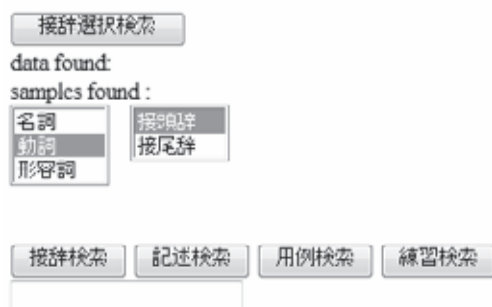 接辞選択検索
data found:
samples found :
名詞 接頭辞
動詞 接尾辞
形容詞
接辞検索 記述検索 用例検索 練習検索